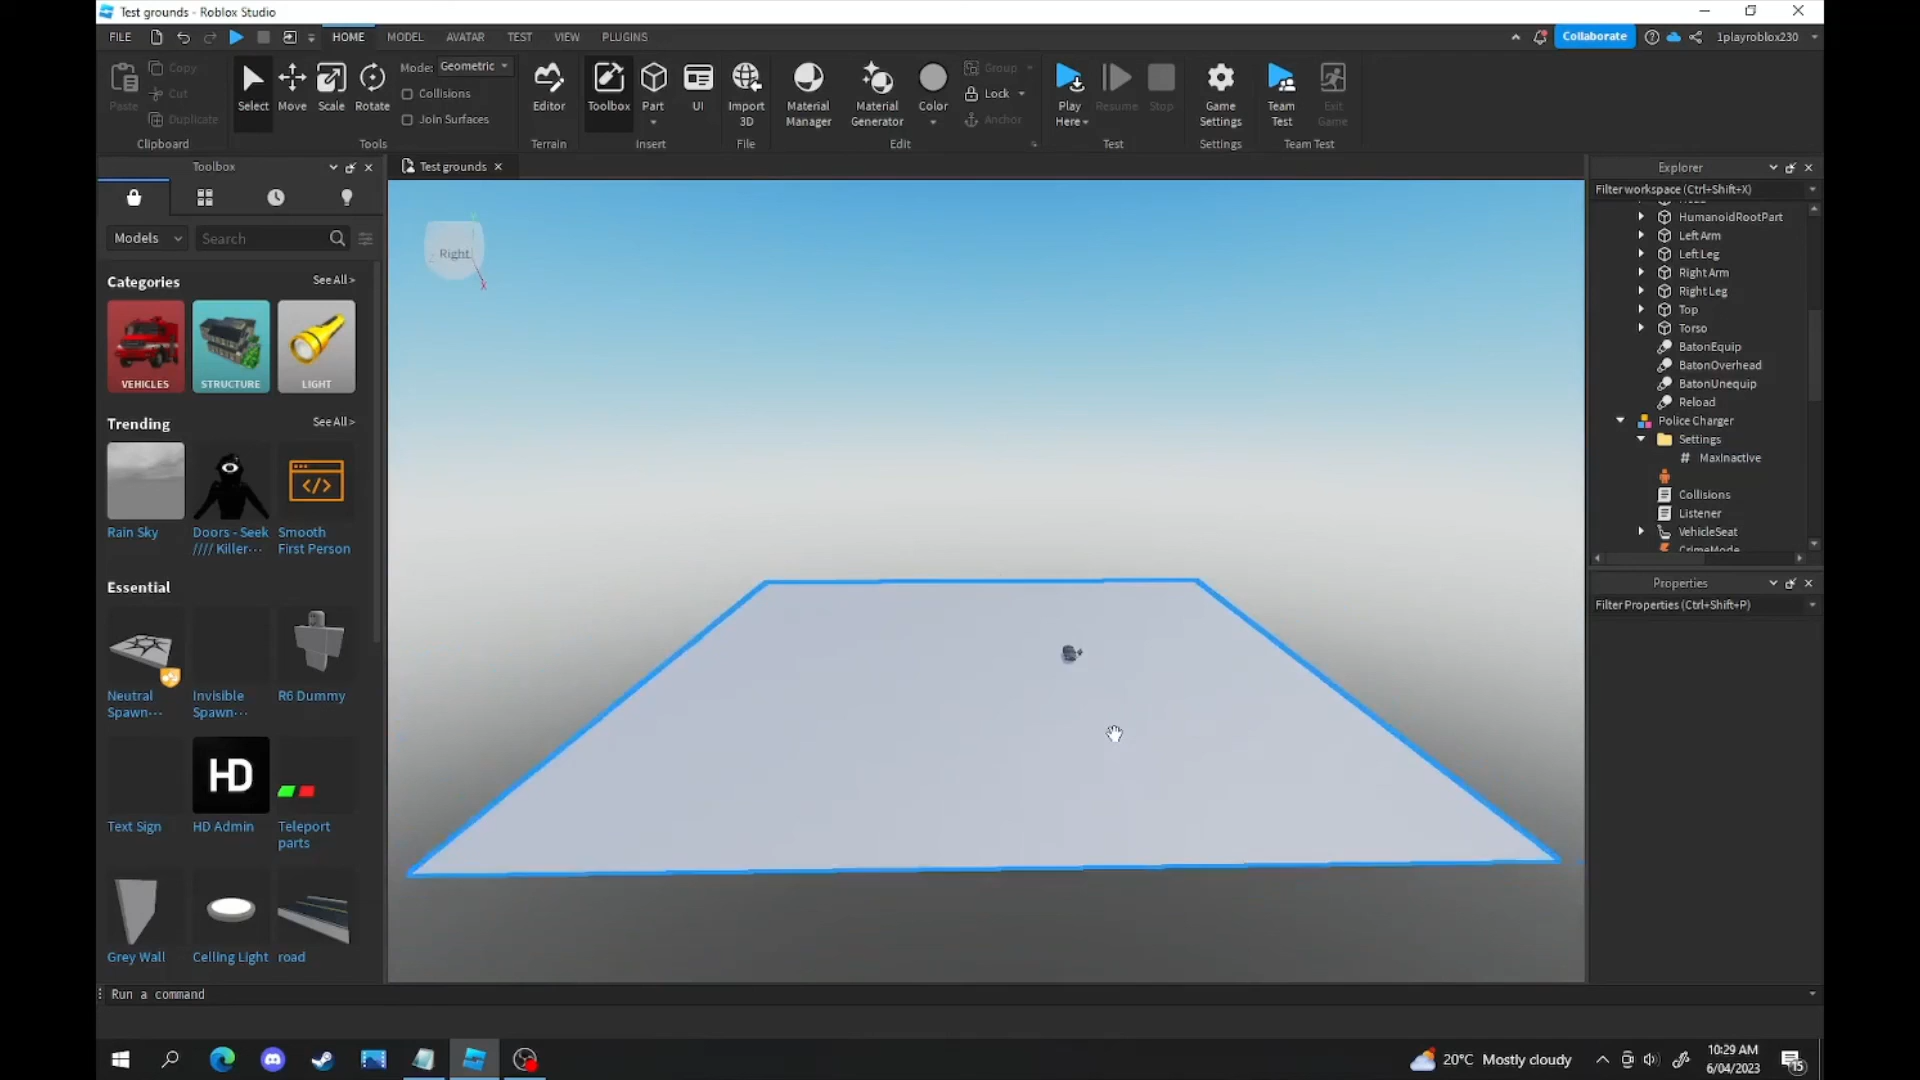 Test grounds - Roblox Studio
FILE
HOME
MODEL
AVATAR
TEST
VIEW
PLUGINS
Collaborate
1playroblox230
Paste
Copy
Cut
Duplicate
Clipboard
Select
Move
Scale
Rotate
Mode: Geometric
Collisions
Join Surfaces
Tools
Editor
Terrain
Toolbox
Part
UI
Insert
Import
3D
File
Material
Manager
Material
Generator
Color
Group
Lock
Anchor
Edit
Play
Here
Resume
Stop
Test
Game
Settings
Settings
Team
Test
Exit
Game
Team Test
Toolbox
Models
Search
Categories
See All >
VEHICLES
STRUCTURE
LIGHT
Trending
See All >
Rain Sky
Doors - Seek
//// Killer...
Smooth
First Person
Essential
Neutral
Spawn...
Invisible
Spawn...
R6 Dummy
Text Sign
HD
HD Admin
Teleport
parts
Grey Wall
Celling Light
road
Test grounds
Right
X
Explorer
Filter workspace (Ctrl+Shift+X)
HumanoidRootPart
Left Arm
Left Leg
Right Arm
Right Leg
Top
Torso
BatonEquip
BatonOverhead
BatonUnequip
Reload
Police Charger
Settings
# MaxInactive
Collisions
Listener
VehicleSeat
CrimeMode
Properties
Filter Properties (Ctrl+Shift+P)
Run a command
20°C Mostly cloudy
10:29 AM
6/04/2023
15